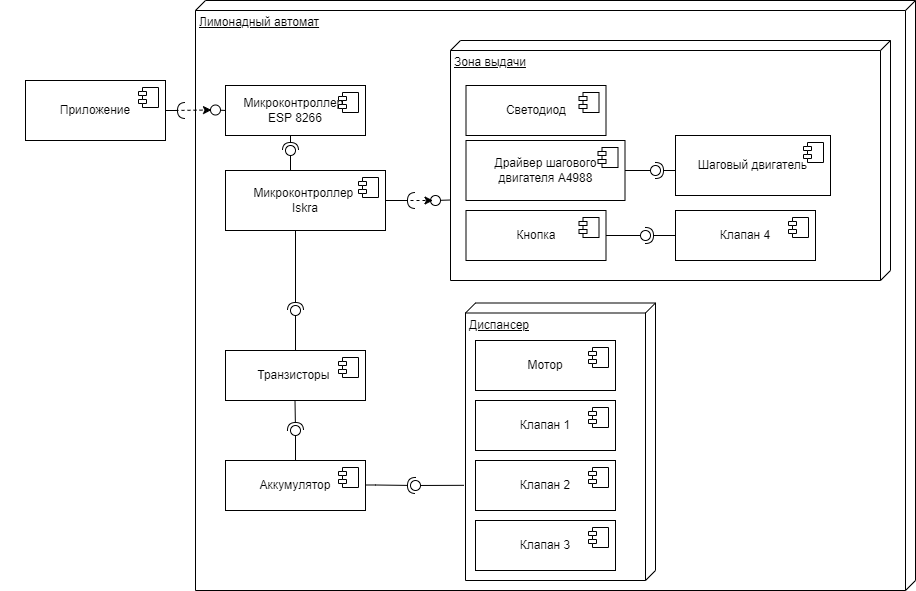 Лимонадный автомат
Зона выдачи
Приложение
Микроконтроллер
ESP 8266
Светодиод
Драйвер шагового
двигателя A4988
Шаговый двигатель
Микроконтроллер
Iskra
Кнопка
Клапан 4
Диспансер
Мотор
Транзисторы
Клапан 1
Аккумулятор
Клапан 2
Клапан 3